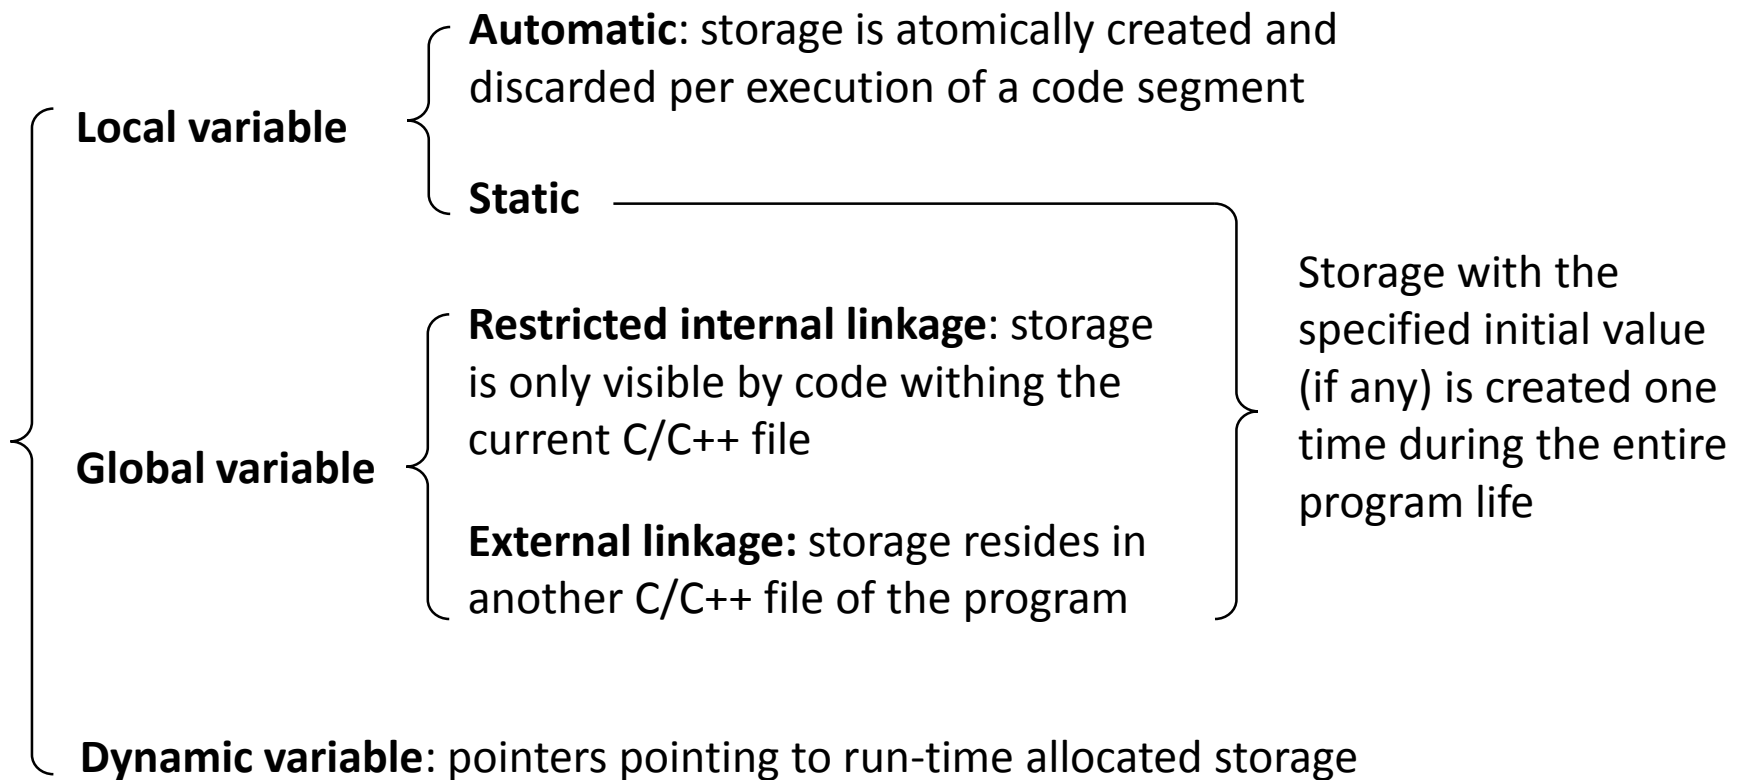 Automatic: storage is atomically created and
discarded per execution of a code segment
Local variable
Static
Restricted internal linkage: storage
is only visible by code withing the
current C/C++ file
Global variable
External linkage: storage resides in
another C/C++ file of the program
Storage with the
specified initial value
(if any) is created one
time during the entire
program life
Dynamic variable: pointers pointing to run-time allocated storage